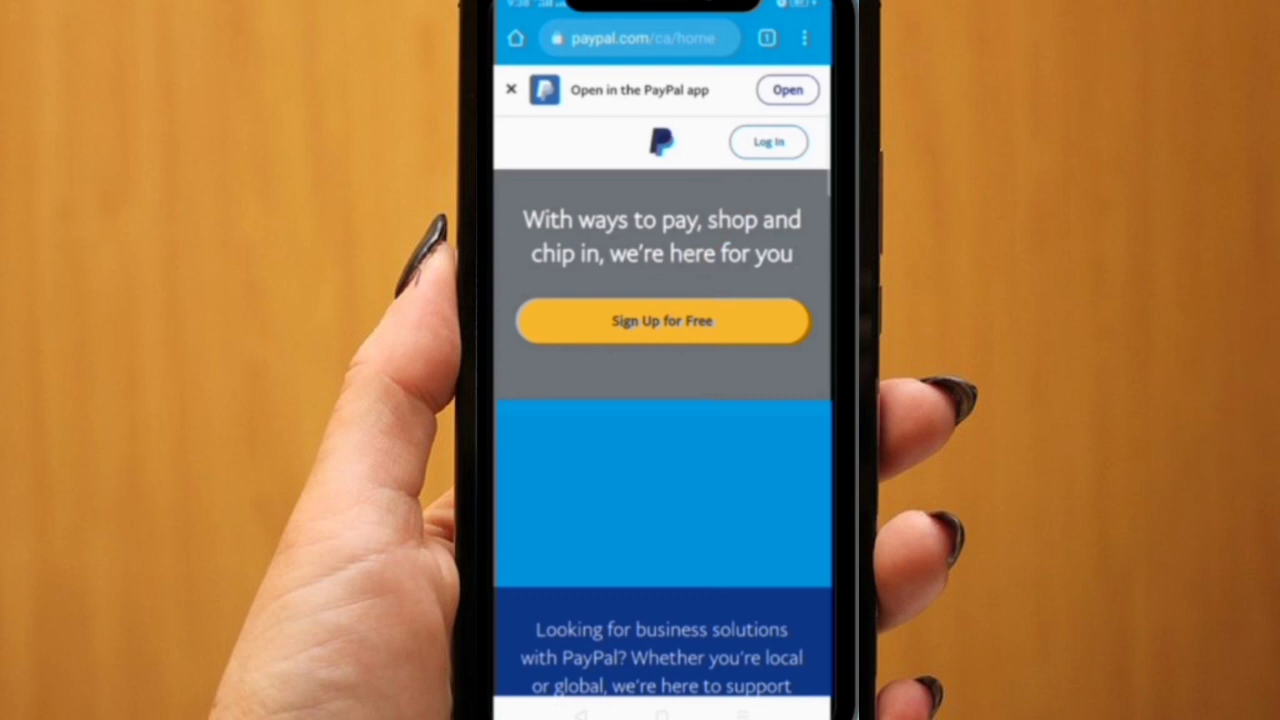 paypal.com/ca/home
1
Open in the PayPal app
Open
Log In
With ways to pay, shop and
chip in, we're here for you
Sign Up for Free
Looking for business solutions
with PayPal? Whether you're local
or global, we're here to support